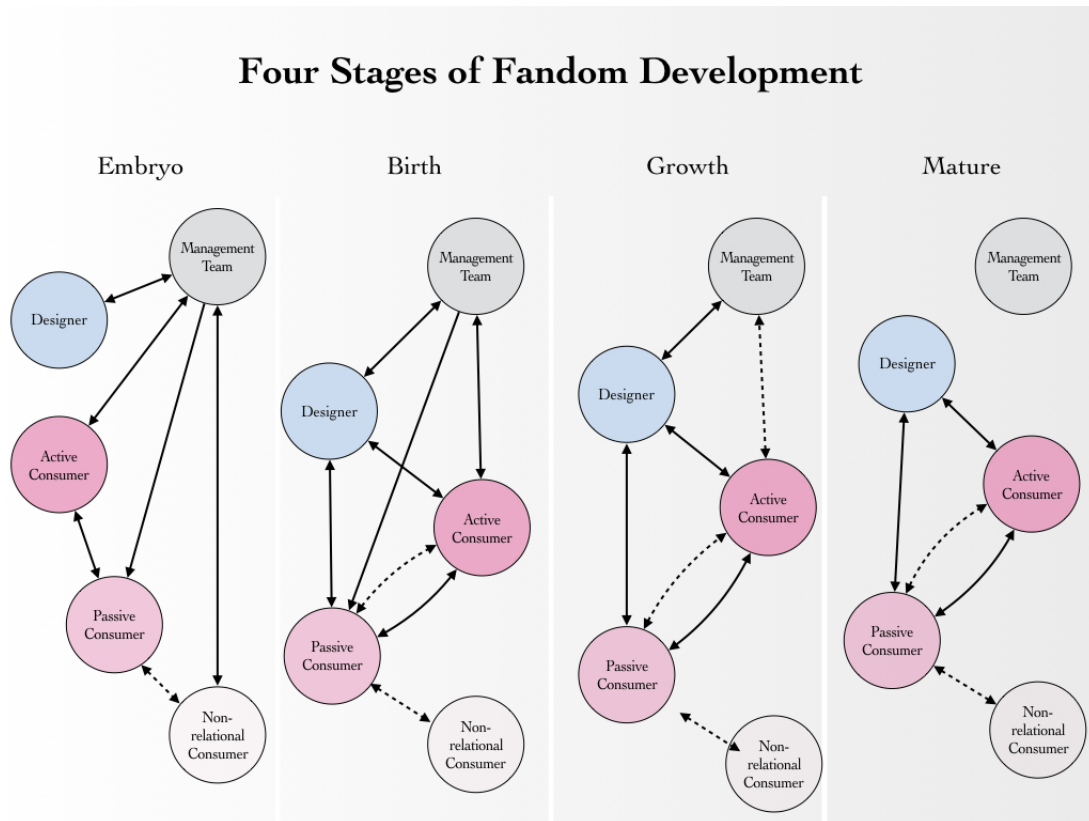 Four Stages of Fandom Development
Embryo
Management
Team
Designer
Active
Consumer
Passive
Consumer
Non-
relational
Consumer
Birth
Management
Team
Designer
Active
Consumer
Passive
Consumer
Non-
relational
Consumer
Growth
Management
Team
Designer
Active
Consumer
Passive
Consumer
Non-
relational
Consumer
Mature
Management
Team
Designer
Active
Consumer
Passive
Consumer
Non-
relational
Consumer